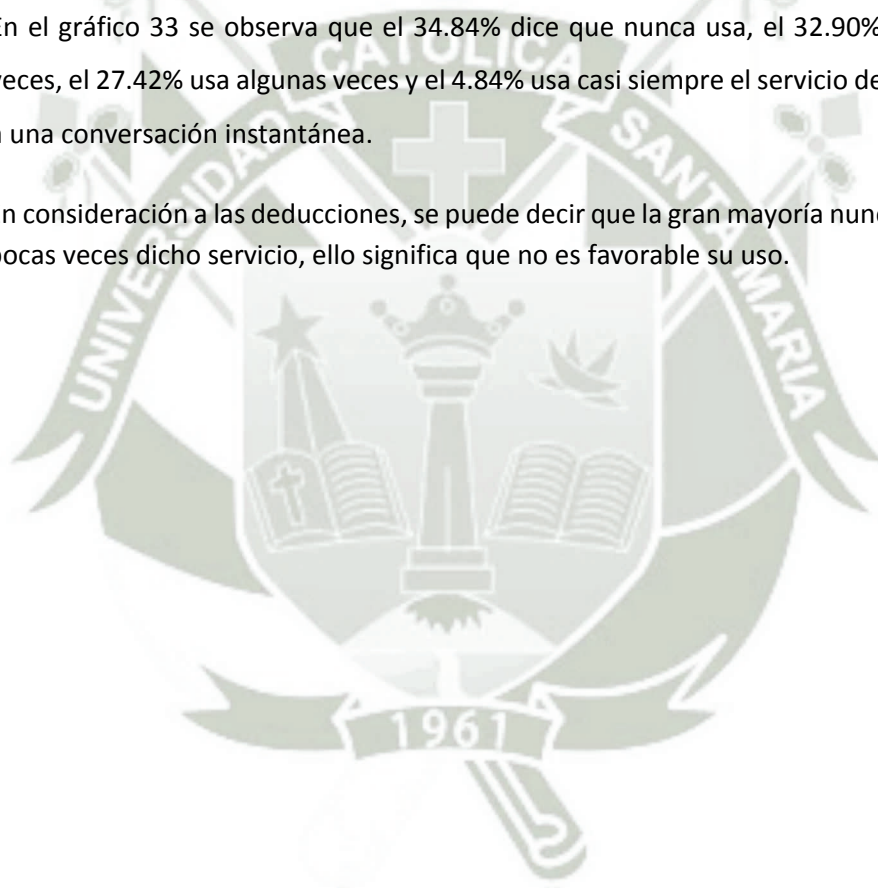 En el gráfico 33 se observa que el 34.84% dice que nunca usa, el 32.90%
veces, el 27.42% usa algunas veces y el 4.84% usa casi siempre el servicio de
una conversación instantánea.
en consideración a las deducciones, se puede decir que la gran mayoría
pocas veces dicho servicio, ello significa que no es favorable su uso.
UNIVERSIDAD CATOLICA SANTA MARIA
1961